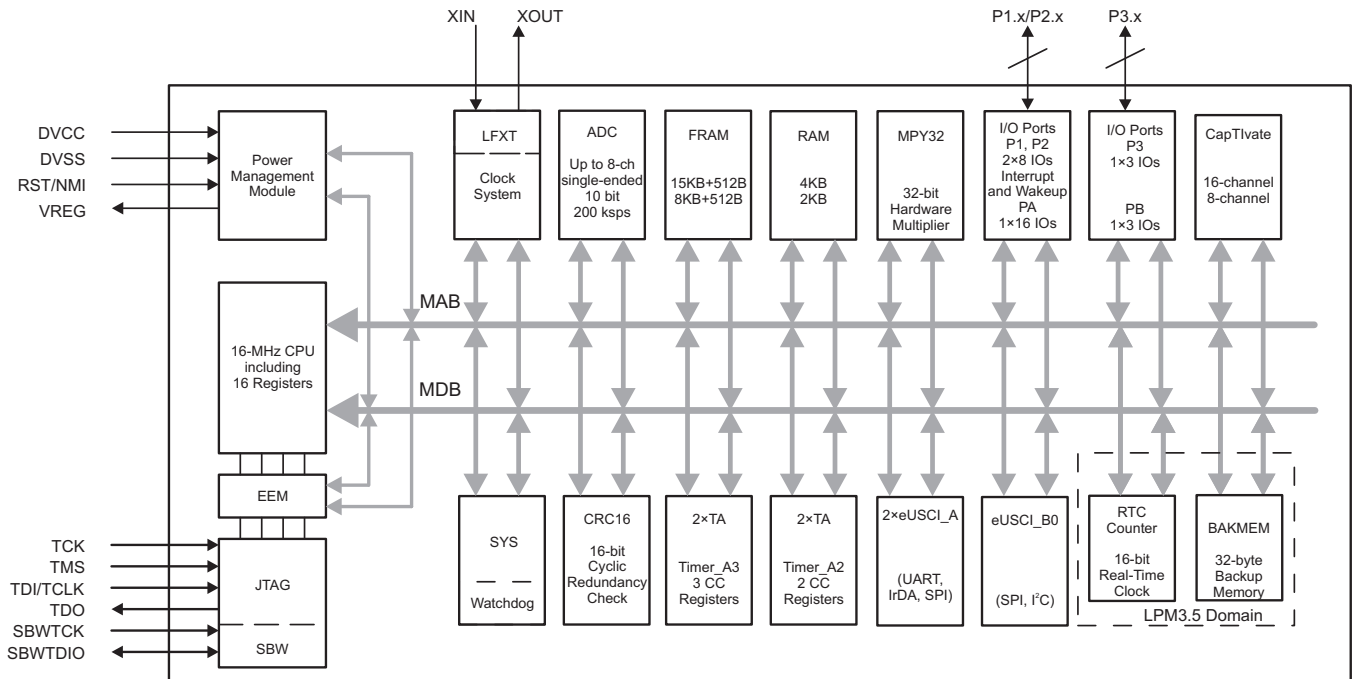 XIN
XOUT
P1.x/P2.x
P3.x
DVCC
DVSS
RST/NMI
VREG
Power
Management
Module
LFXT
Clock
System
ADC
Up to 8-ch
single-ended
10 bit
200 ksps
FRAM
15KB+512B
8KB+512B
RAM
4KB
2KB
MPY32
32-bit
Hardware
Multiplier
I/O Ports
P1, P2
2×8 IOs
Interrupt
and Wakeup
PA
1×16 IOs
I/O Ports
P3
1×3 IOs
PB
1×3 IOs
CapTIvate
16-channel
8-channel
MAB
16-MHz CPU
including
16 Registers
MDB
EEM
TCK
TMS
TDI/TCLK
TDO
SBWTCK
SBWTDIO
JTAG
SBW
SYS
Watchdog
CRC16
16-bit
Cyclic
Redundancy
Check
2×TA
Timer_A3
3 CC
Registers
2×TA
Timer_A2
2 CC
Registers
2×eUSCI_A
(UART,
IrDA, SPI)
eUSCI_B0
(SPI, I²C)
RTC
Counter
16-bit
Real-Time
Clock
BAKMEM
32-byte
Backup
Memory
LPM3.5 Domain